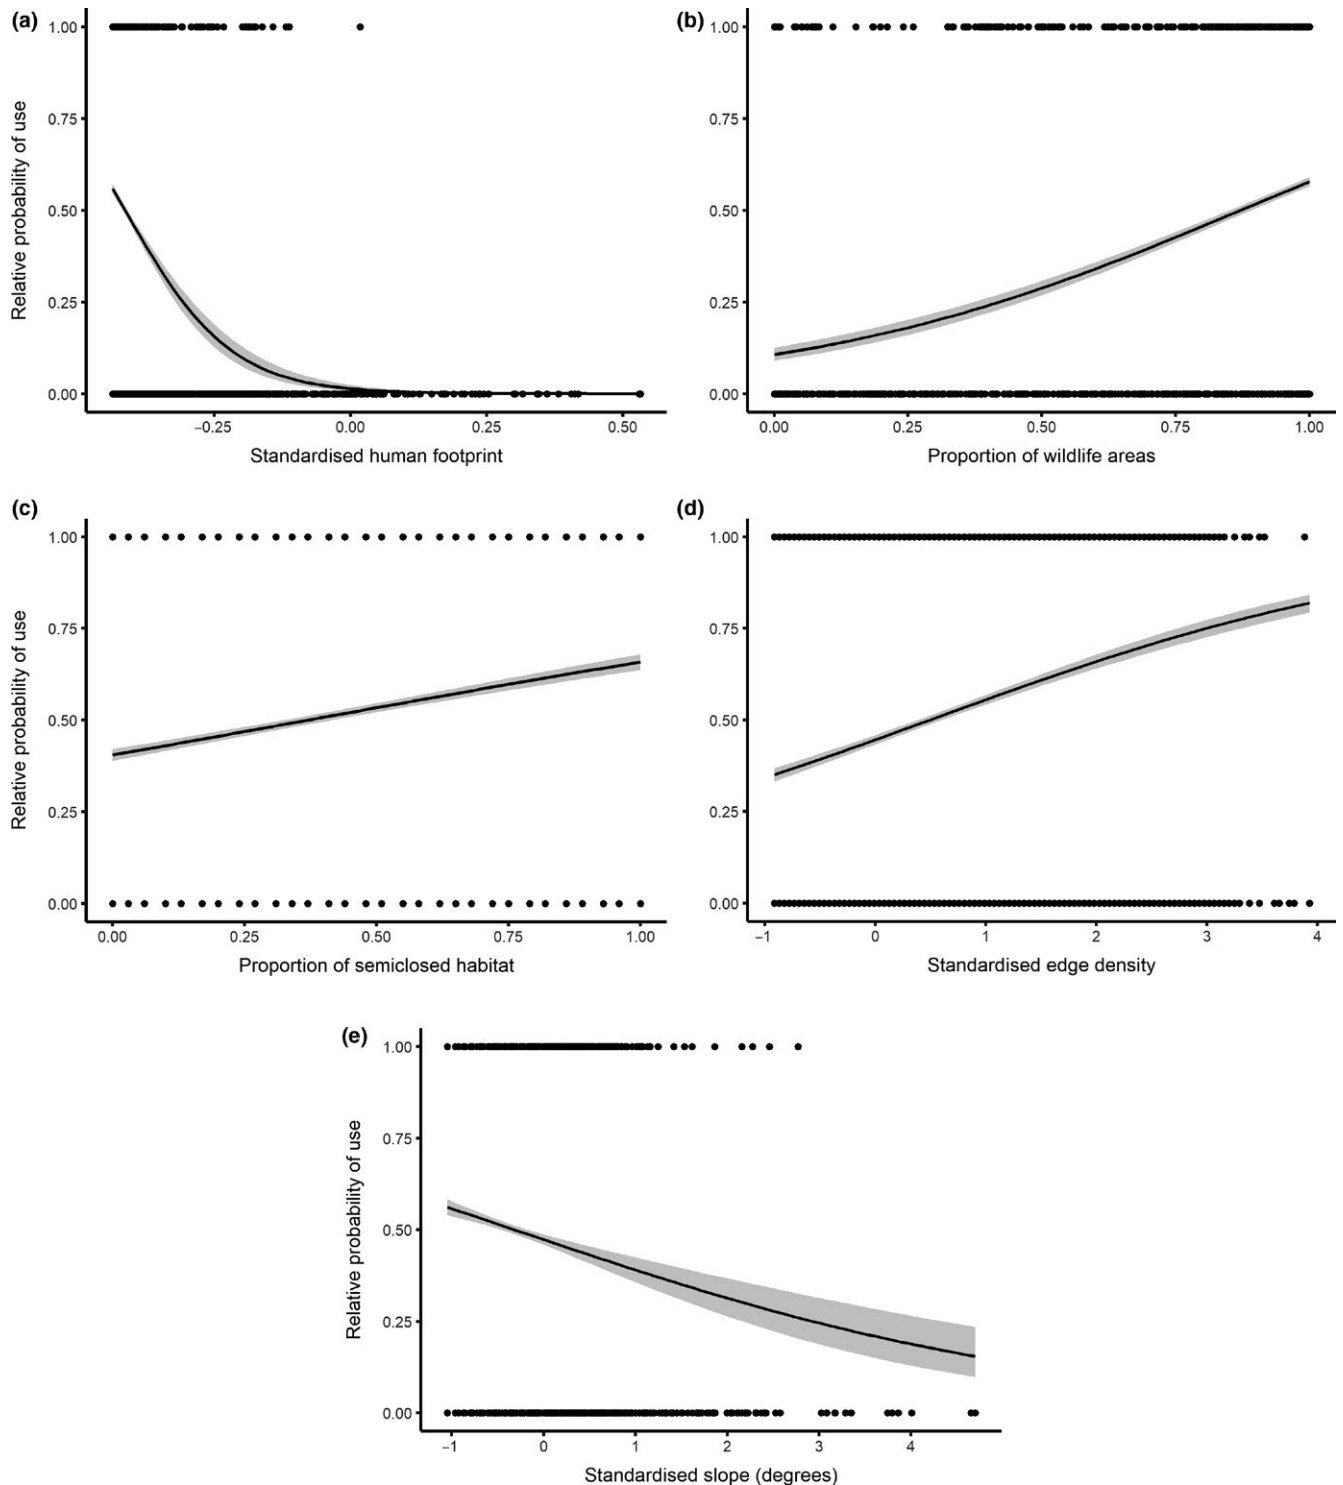 (a)
1.00
0.75
0.50
0.25
0.00
Relative probability of use
−0.25 0.00 0.25 0.50
Standardised human footprint
(b)
1.00
0.75
0.50
0.25
0.00
0.00 0.25 0.50 0.75 1.00
Proportion of wildlife areas
(c)
1.00
0.75
0.50
0.25
0.00
Relative probability of use
0.00 0.25 0.50 0.75 1.00
Proportion of semiclosed habitat
(d)
1.00
0.75
0.50
0.25
0.00
−1 0 1 2 3 4
Standardised edge density
(e)
1.00
0.75
0.50
0.25
0.00
Relative probability of use
−1 0 1 2 3 4
Standardised slope (degrees)